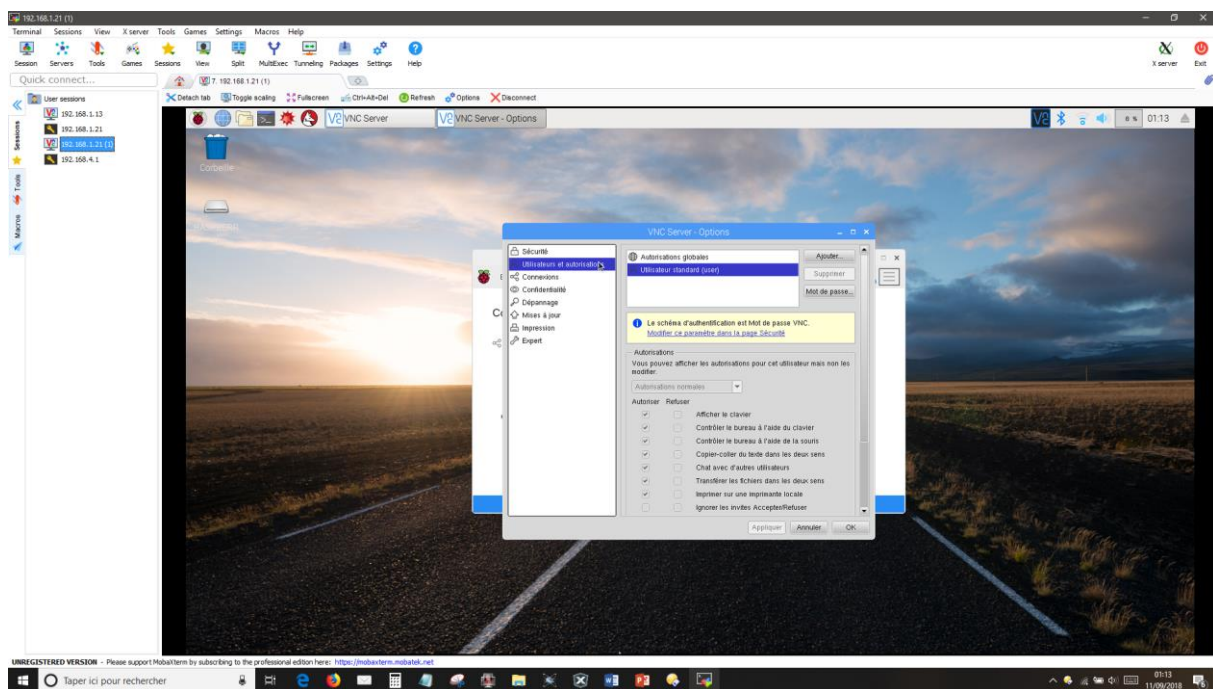 192.168.1.21 (1)
Terminal Sessions View X server Tools Games Settings Macros Help
Session Servers Tools Games Sessions View Split MultiExec Tunneling Packages Settings Help X server Exit
Quick connect... 7. 192.168.1.21 (1)
Detach tab Toggle scaling Fullscreen Ctrl+Alt+Del Refresh Options Disconnect
User sessions
192.168.1.13
192.168.1.21
192.168.1.21 (1)
192.168.4.1
Sessions
Tools
Macros
VNC Server VNC Server - Options 01:13
Corbeille
VNC Server - Options
Sécurité
Utilisateurs et autorisations
Connexions
Confidentialité
Dépannage
Mises à jour
Impression
Expert
Autorisations globales Ajouter...
Utilisateur standard (user) Supprimer
Mot de passe...
Le schéma d'authentification est Mot de passe VNC.
Modifier ce paramètre dans la page Sécurité
Autorisations
Vous pouvez afficher les autorisations pour cet utilisateur mais non les
modifier.
Autorisations normales
Autoriser Refuser
Afficher le clavier
Contrôler le bureau à l'aide du clavier
Contrôler le bureau à l'aide de la souris
Copier-coller du texte dans les deux sens
Chat avec d'autres utilisateurs
Transférer les fichiers dans les deux sens
Imprimer sur une imprimante locale
Ignorer les invites Accepter/Refuser
Appliquer Annuler OK
UNREGISTERED VERSION - Please support MobaXterm by subscribing to the professional edition here: https://mobaxterm.mobatek.net
Taper ici pour rechercher 01:13
11/09/2018